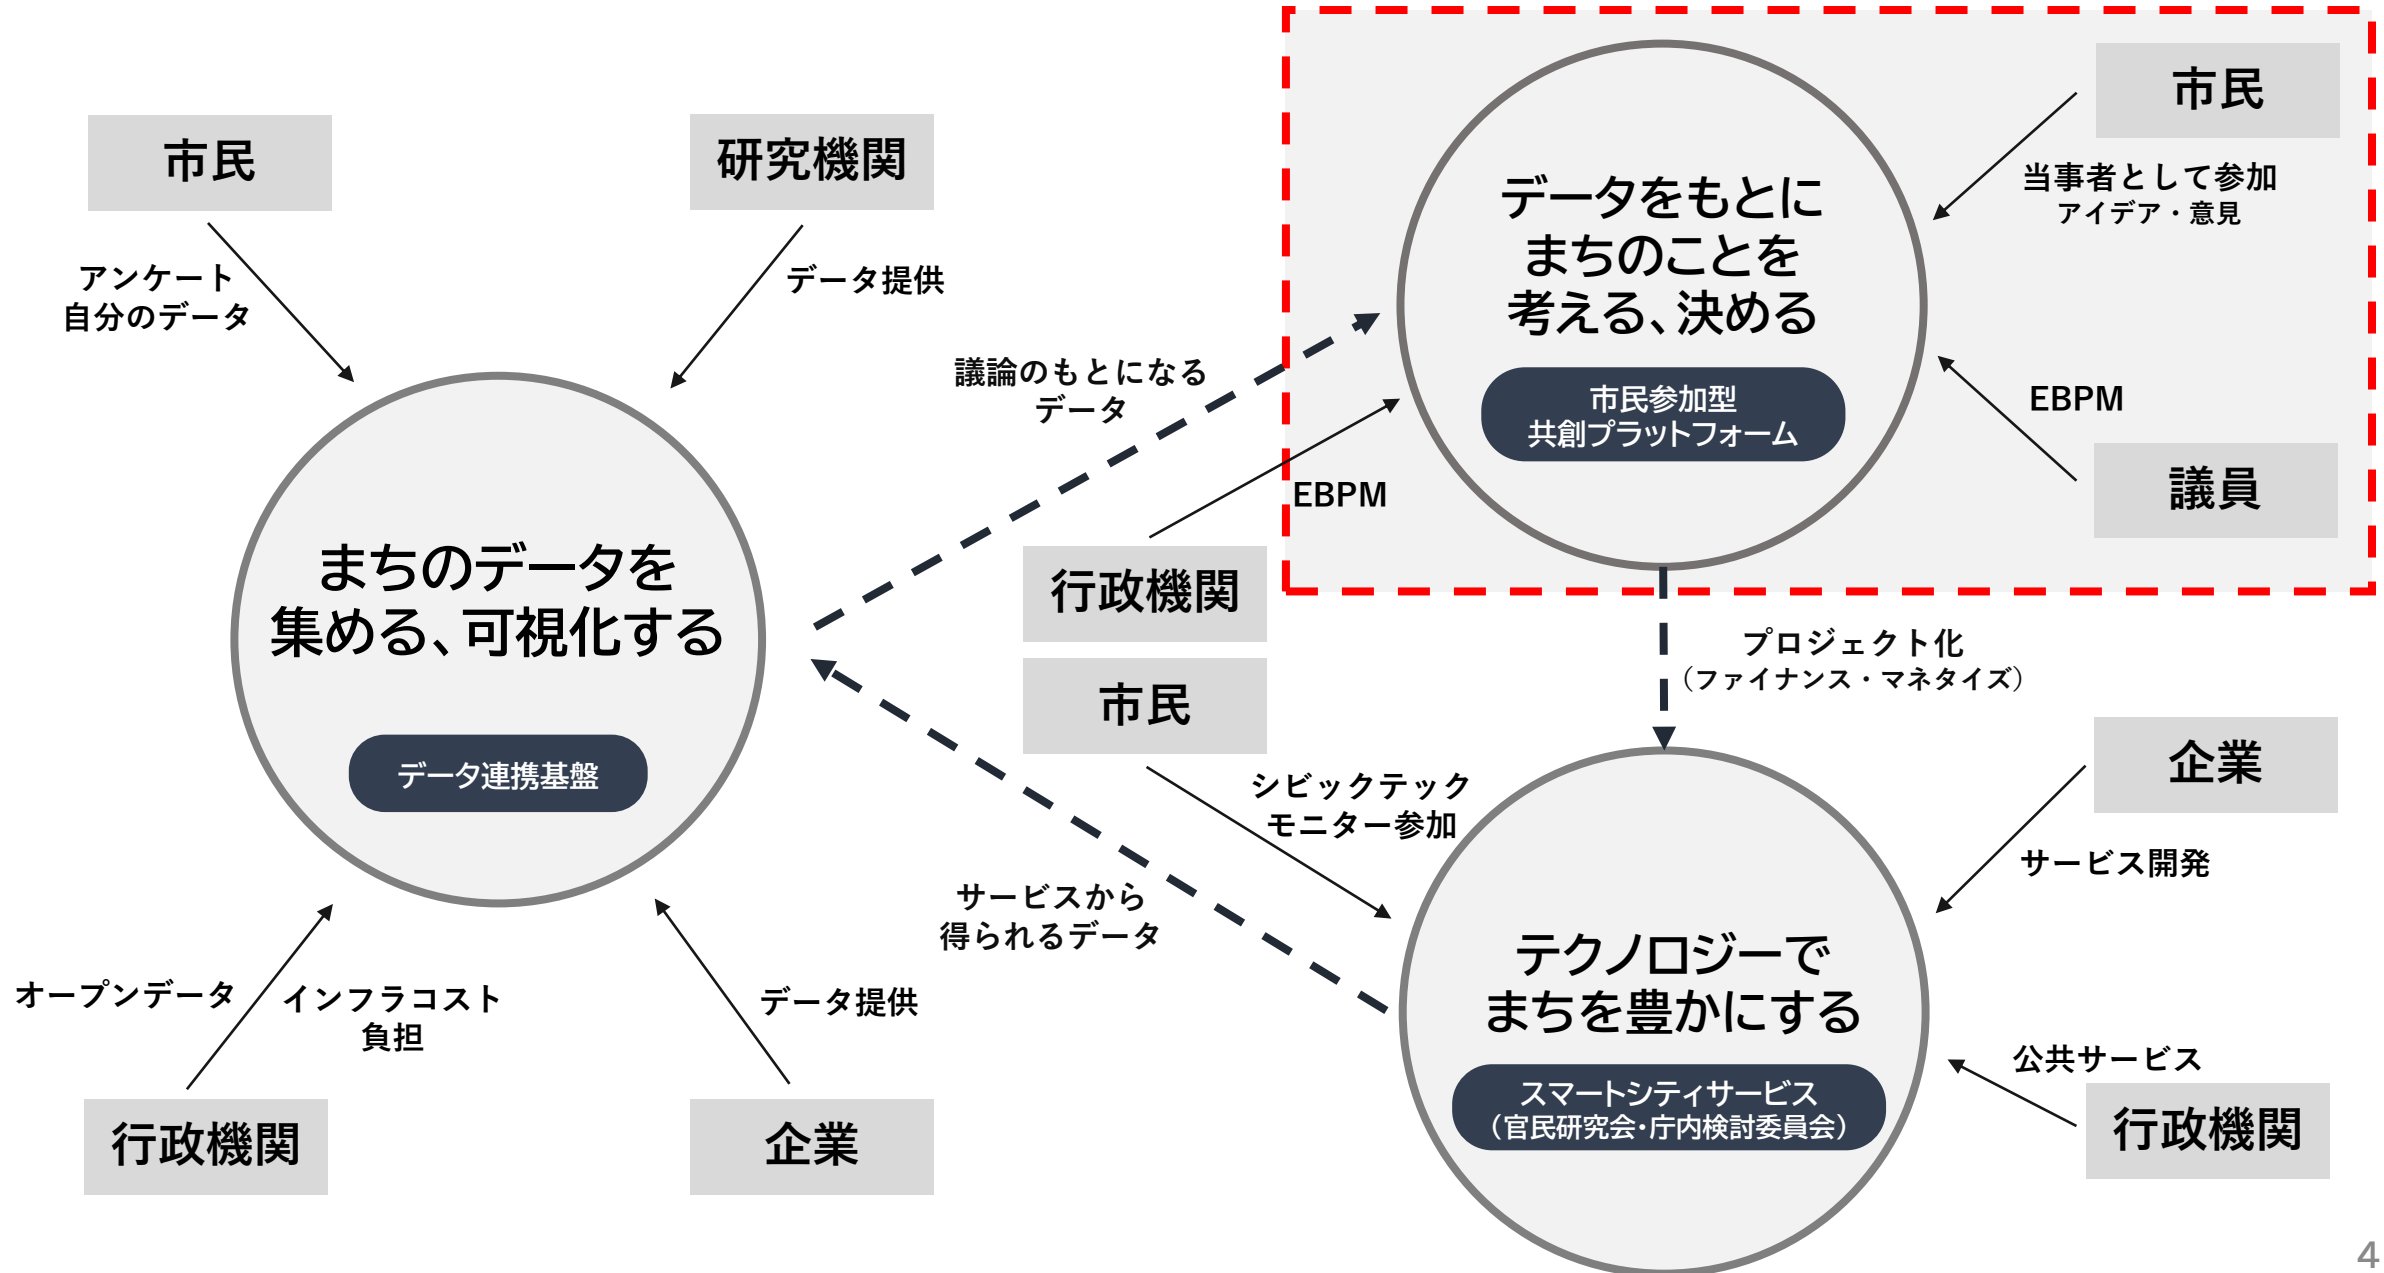 市民
アンケート
自分のデータ
研究機関
データ提供
まちのデータを
集める、可視化する
データ連携基盤
オープンデータ
インフラコスト
負担
行政機関
データ提供
企業
議論のもとになる
データ
サービスから
得られるデータ
データをもとに
まちのことを
考える、決める
市民参加型
共創プラットフォーム
市民
当事者として参加
アイデア・意見
EBPM
議員
EBPM
行政機関
プロジェクト化
（ファイナンス・マネタイズ）
市民
シビックテック
モニター参加
テクノロジーで
まちを豊かにする
スマートシティサービス
（官民研究会・庁内検討委員会）
企業
サービス開発
公共サービス
行政機関
4